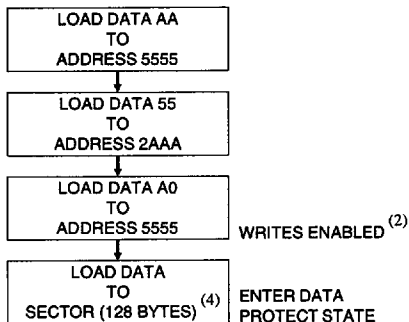 LOAD DATA AA
TO
ADDRESS 5555
LOAD DATA 55
TO
ADDRESS 2AAA
LOAD DATA A0
TO
ADDRESS 5555
WRITES ENABLED (2)
LOAD DATA
TO
SECTOR (128 BYTES) (4)
ENTER DATA
PROTECT STATE